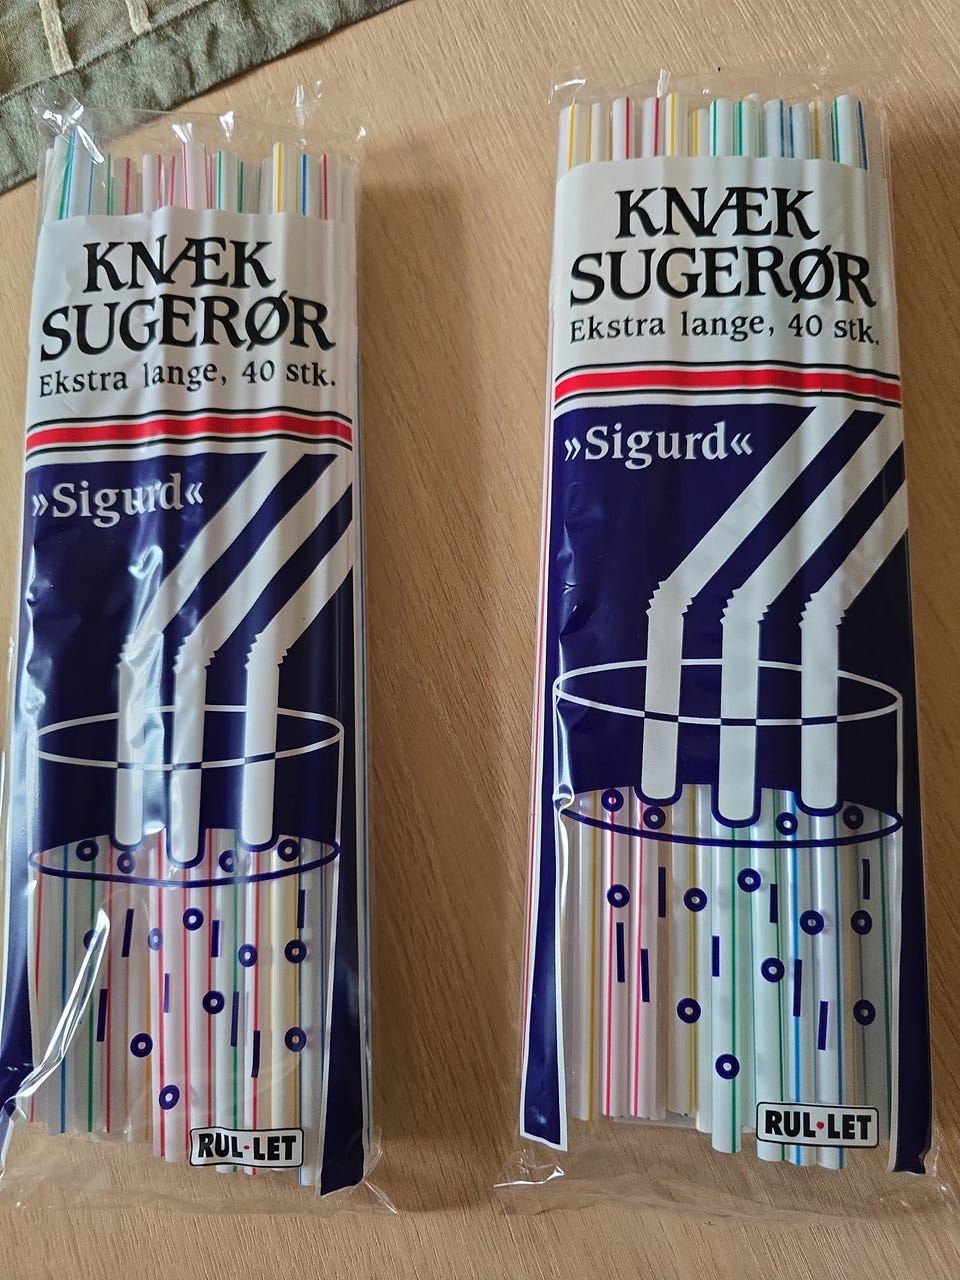 KNÆK
SUGERØR
Ekstra lange, 40 stk.
»Sigurd«
RUL·LET
KNÆK
SUGERØR
Ekstra lange, 40 stk.
»Sigurd«
RUL·LET